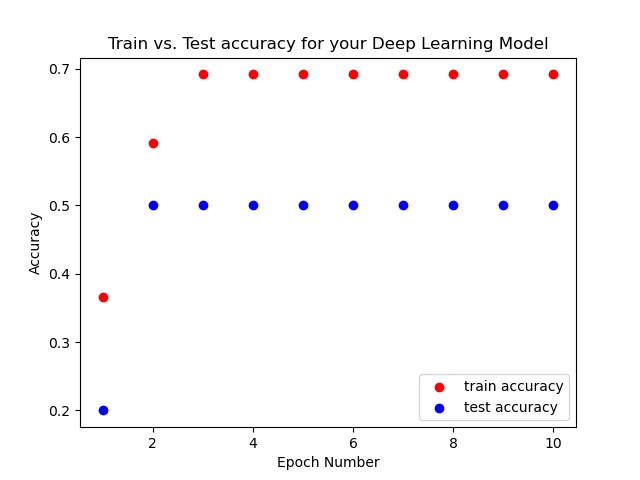 Train vs. Test accuracy for your Deep Learning Model
0.7
0.6
0.5
0.4
0.3
0.2
Accuracy
train accuracy
test accuracy
2
4
6
8
10
Epoch Number